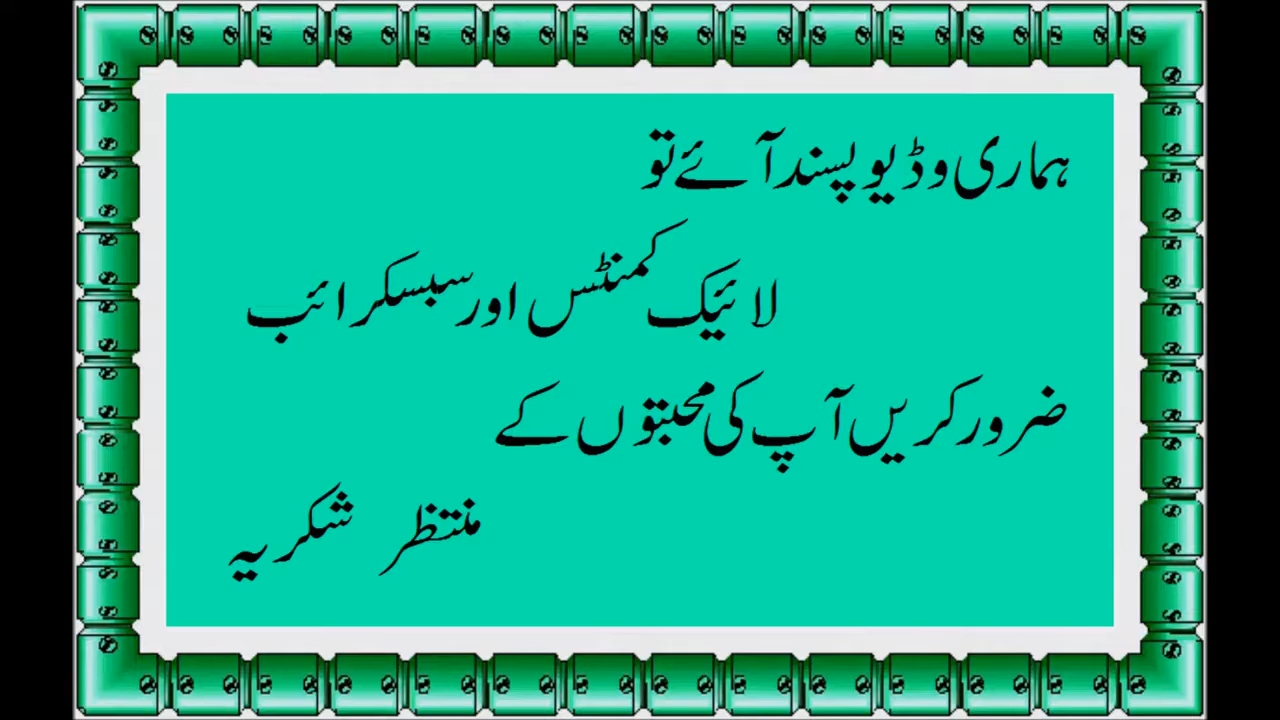 ہماری وڈیو پسند آئے تو
لائیک کمنٹس اور سبسکرائب
ضرور کریں آپ کی محبتوں کے
منتظر شکریہ